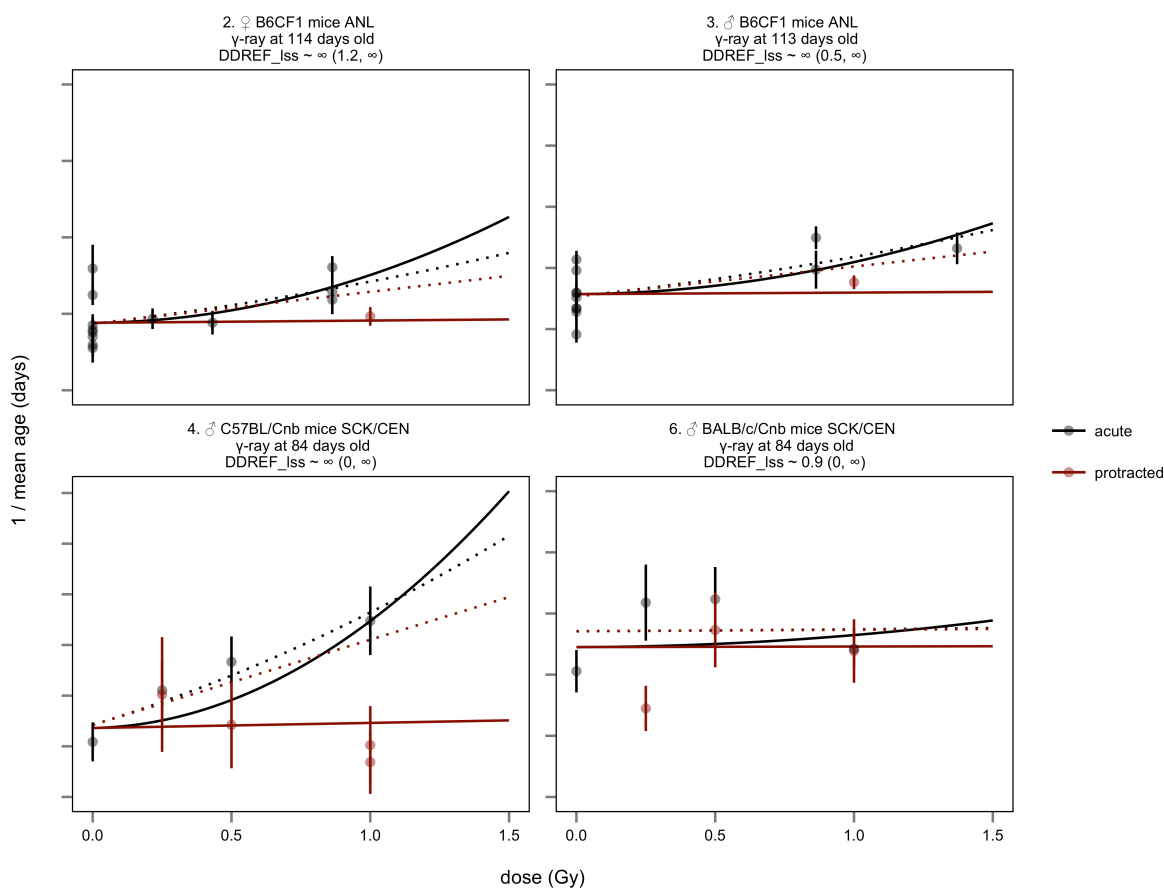 2. ♀ B6CF1 mice ANL
γ-ray at 114 days old
DDREF_lss ~ ∞ (1.2, ∞)
3. ♂ B6CF1 mice ANL
γ-ray at 113 days old
DDREF_lss ~ ∞ (0.5, ∞)
4. ♂ C57BL/Cnb mice SCK/CEN
γ-ray at 84 days old
DDREF_lss ~ ∞ (0, ∞)
6. ♂ BALB/c/Cnb mice SCK/CEN
γ-ray at 84 days old
DDREF_lss ~ 0.9 (0, ∞)
1 / mean age (days)
acute
protracted
0.0 0.5 1.0 1.5
0.0 0.5 1.0 1.5
dose (Gy)